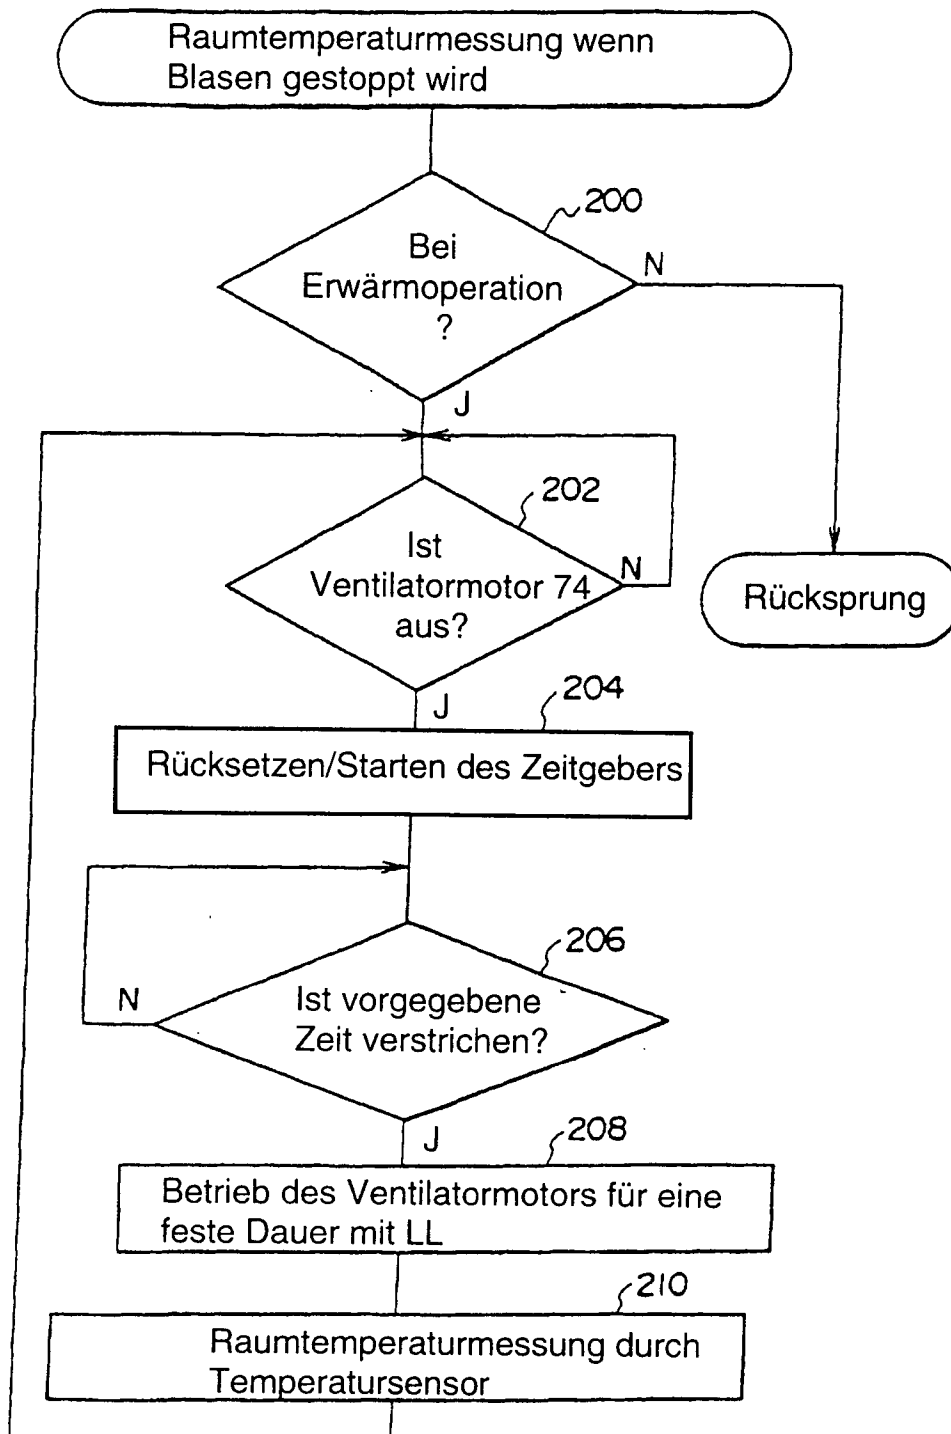 Raumtemperaturmessung wenn
Blasen gestoppt wird
200
Bei
Erwärmoperation
?
N
J
202
Ist
Ventilatormotor 74
aus?
N
Rücksprung
J
204
Rücksetzen/Starten des Zeitgebers
206
Ist vorgegebene
Zeit verstrichen?
N
J
208
Betrieb des Ventilatormotors für eine
feste Dauer mit LL
210
Raumtemperaturmessung durch
Temperatursensor